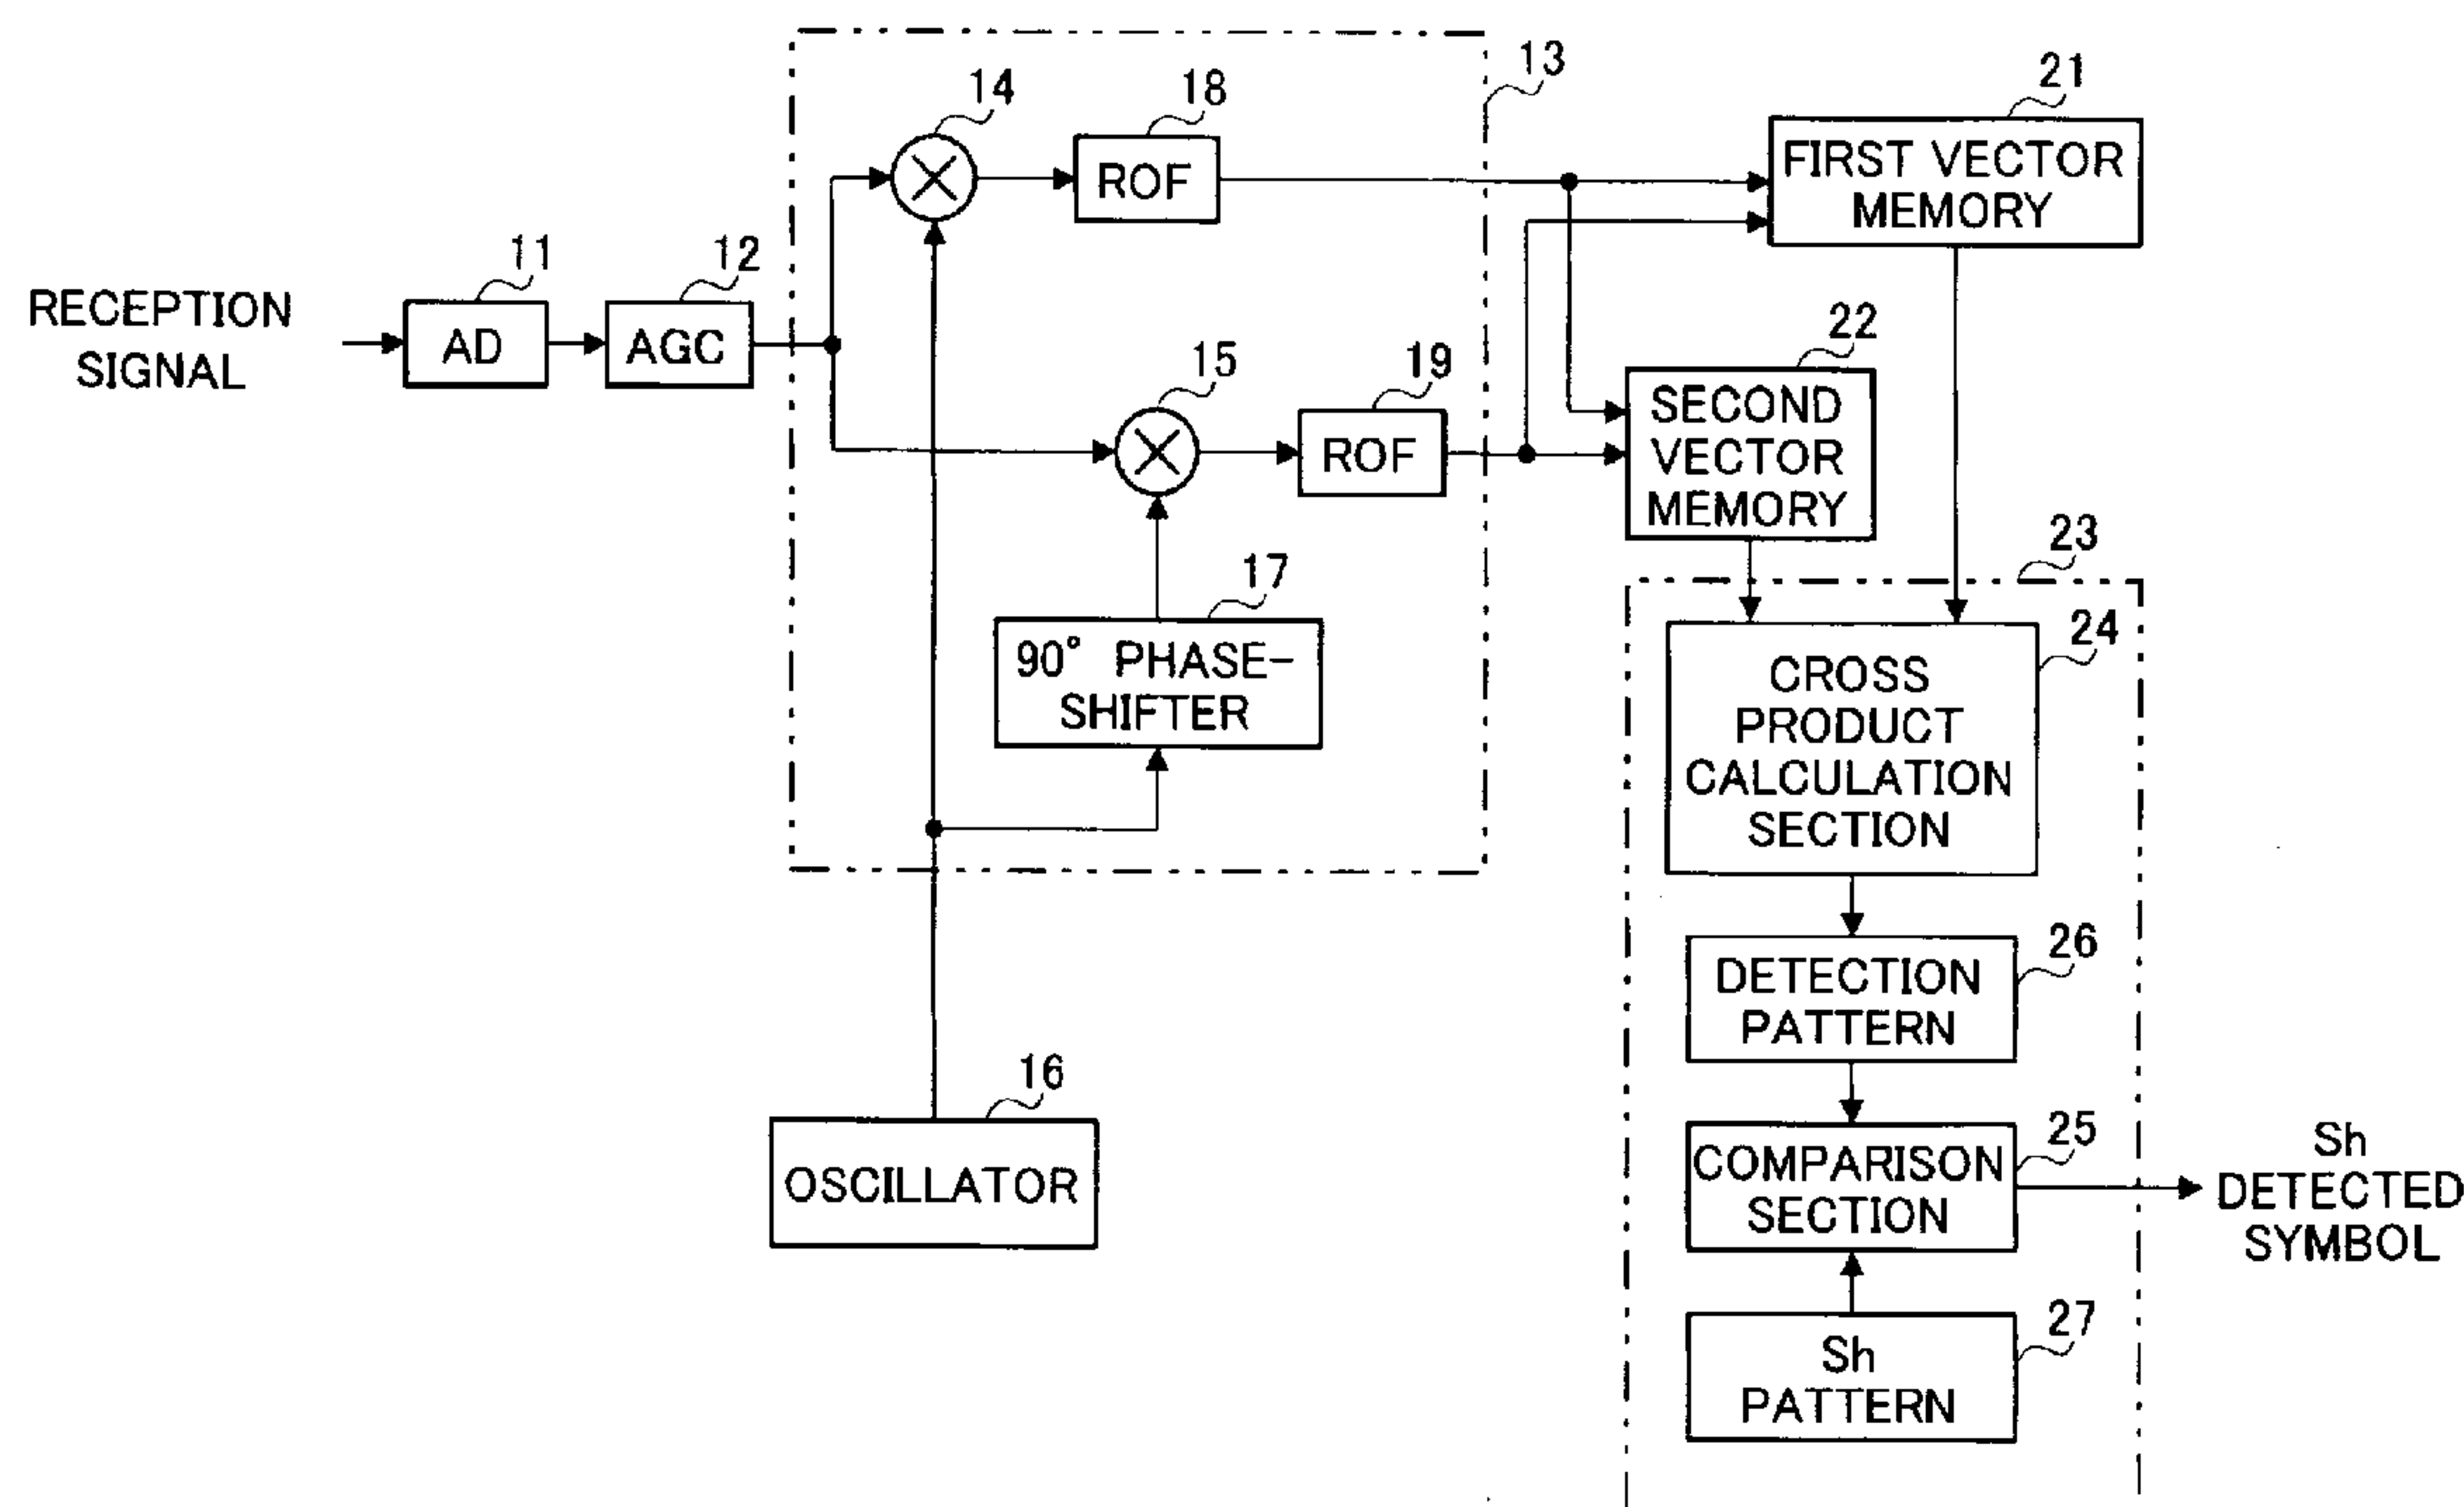 13
14
18
21
ROF
FIRST VECTOR
MEMORY
11
12
RECEPTION
SIGNAL
AD
AGC
15
19
22
ROF
SECOND
VECTOR
MEMORY
17
90° PHASE-
SHIFTER
23
24
CROSS
PRODUCT
CALCULATION
SECTION
26
DETECTION
PATTERN
16
OSCILLATOR
25
COMPARISON
SECTION
Sh
DETECTED
SYMBOL
27
Sh
PATTERN